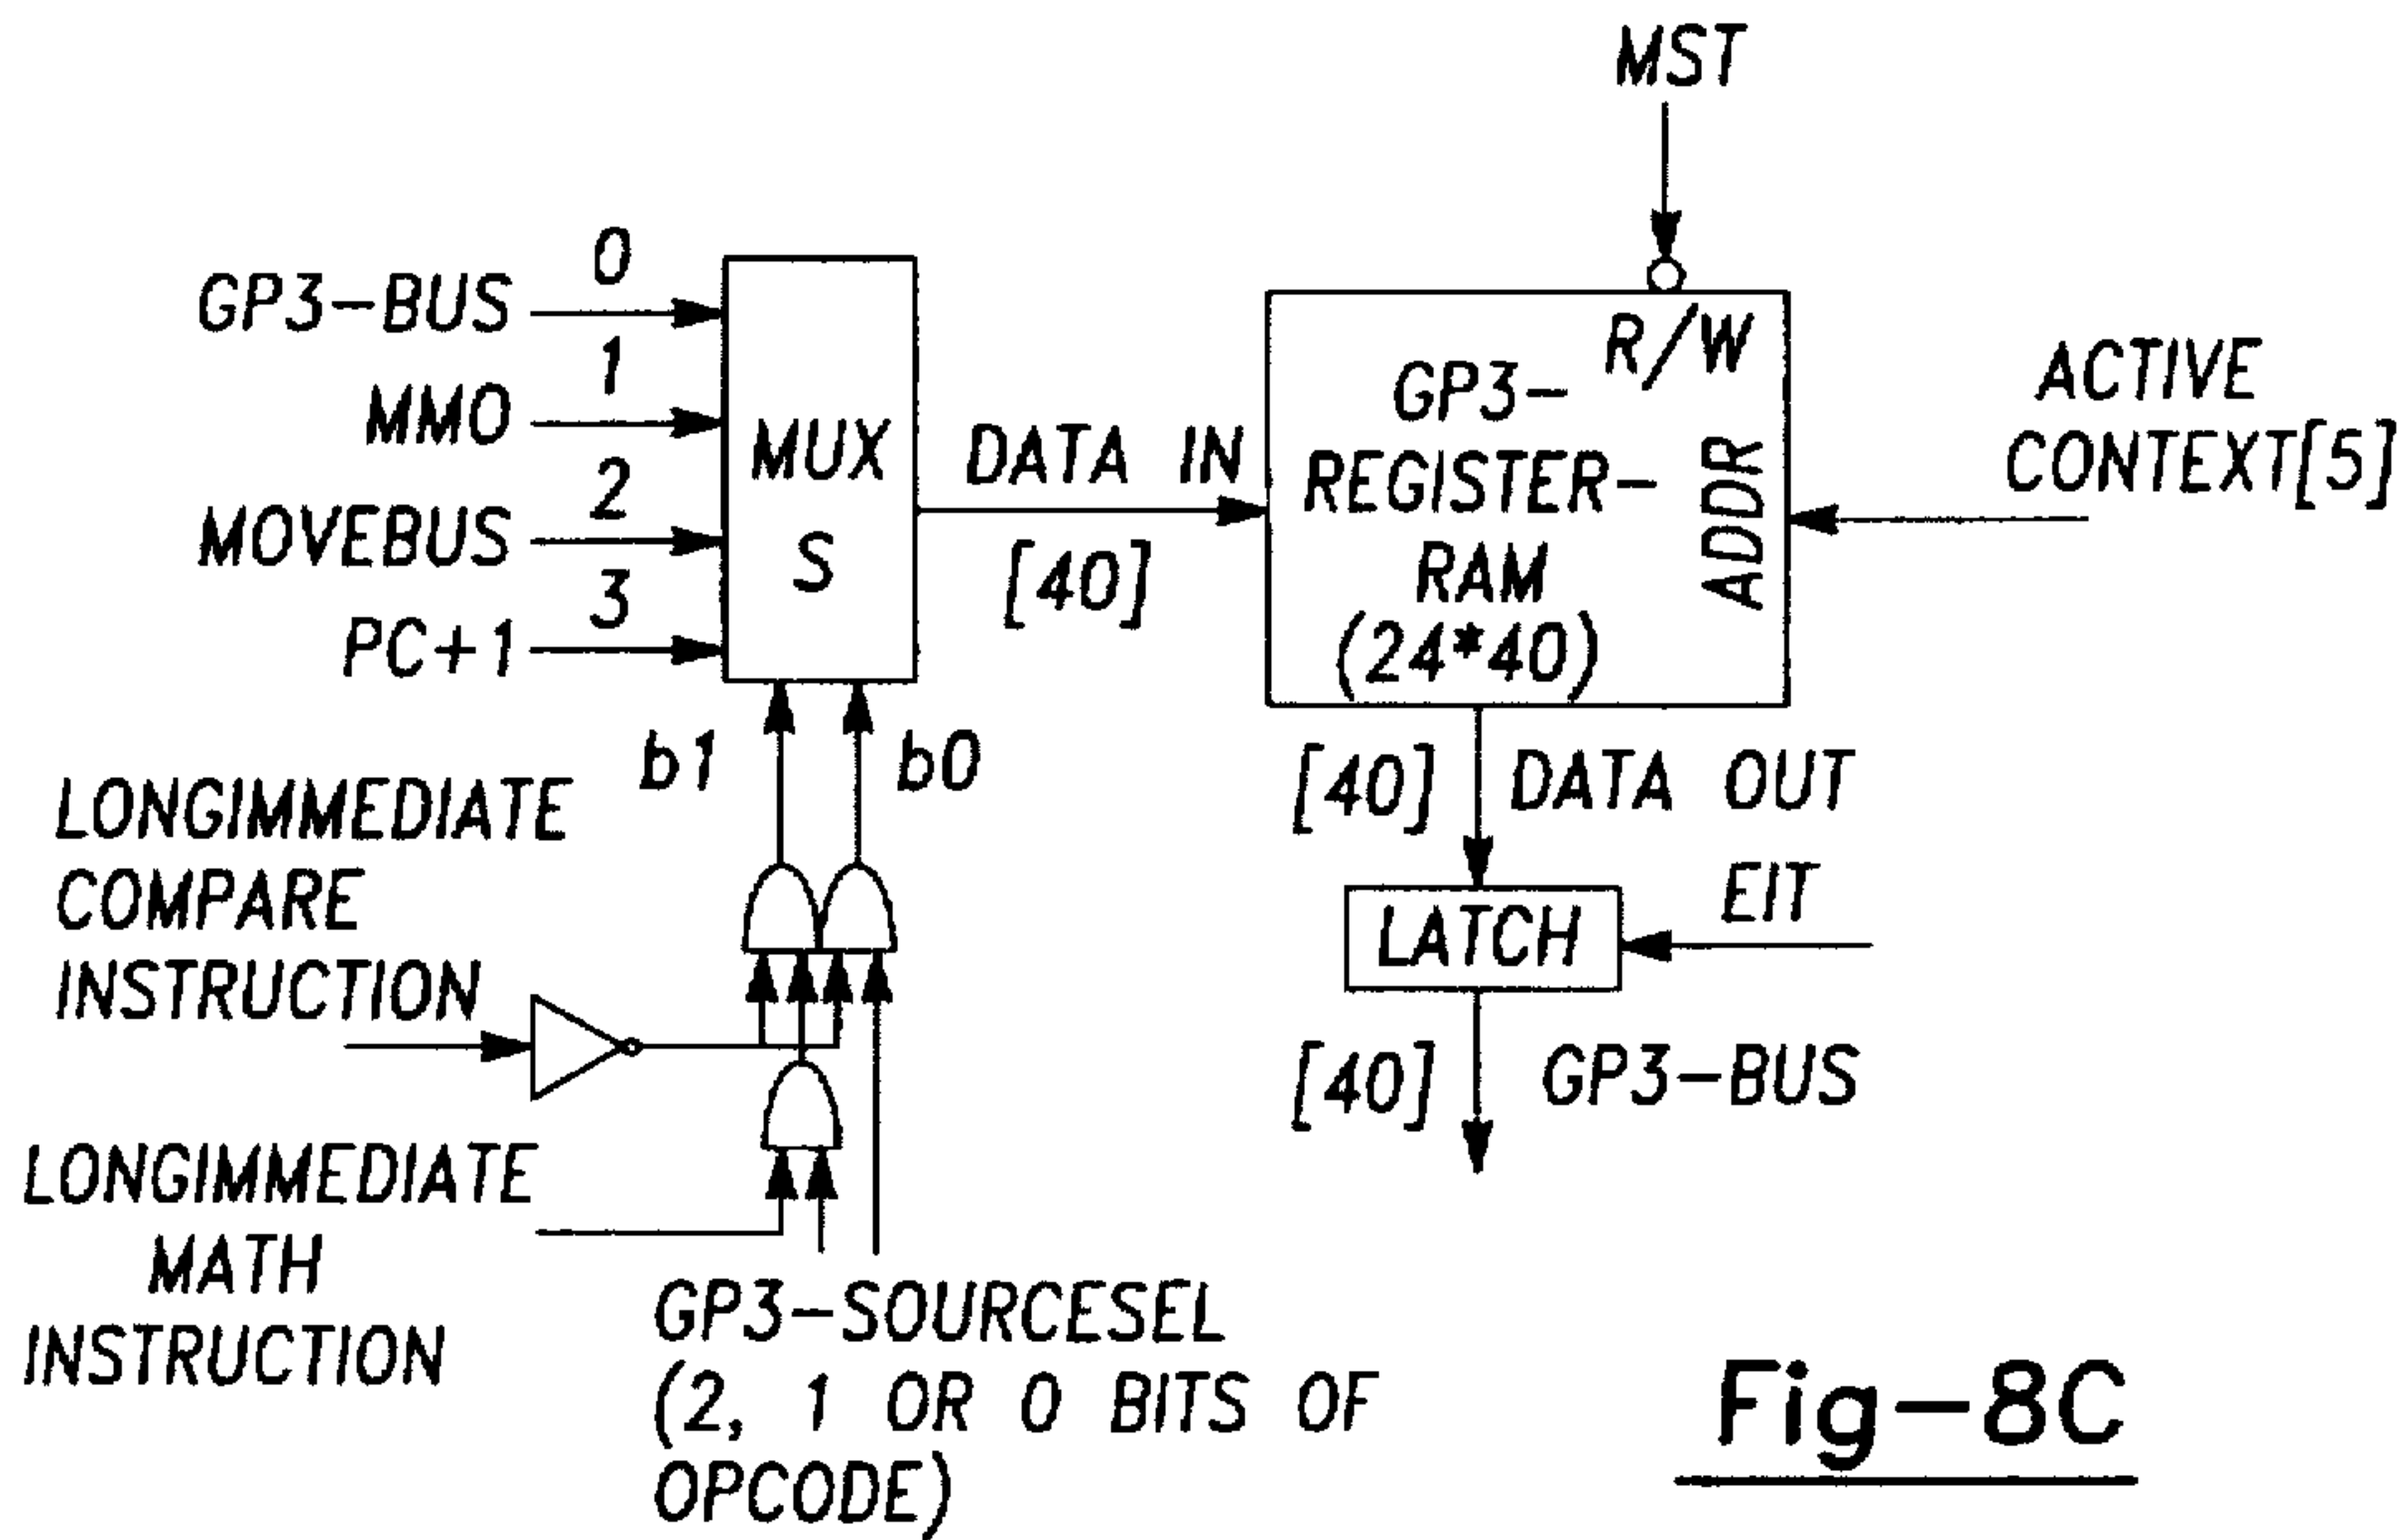 MST
GP3-BUS
0
MMO
1
MOVEBUS
2
PC+1
3
MUX
S
DATA IN
[40]
R/W
GP3-
REGISTER-
RAM
(24*40)
ADDR
ACTIVE
CONTEXT[5]
b1
b0
[40]
DATA OUT
LATCH
EIT
[40]
GP3-BUS
LONGIMMEDIATE
COMPARE
INSTRUCTION
LONGIMMEDIATE
MATH
INSTRUCTION
GP3-SOURCESEL
(2, 1 OR 0 BITS OF
OPCODE)
Fig-8C